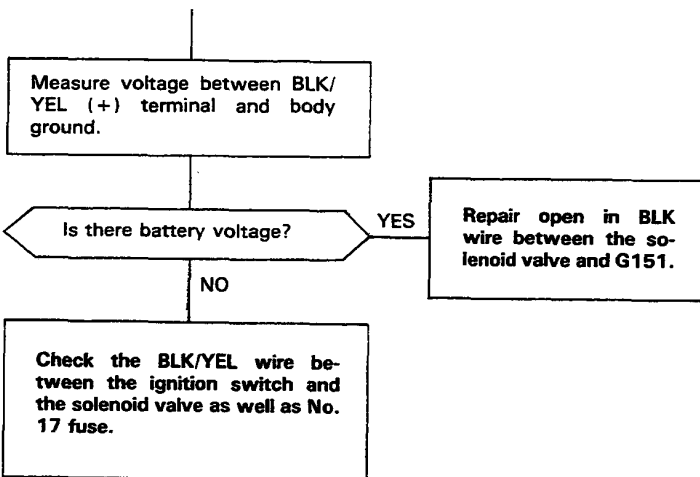 Measure voltage between BLK/
YEL (+) terminal and body
ground.
Is there battery voltage?
YES
Repair open in BLK
wire between the so-
lenoid valve and G151.
NO
Check the BLK/YEL wire be-
tween the ignition switch and
the solenoid valve as well as No.
17 fuse.